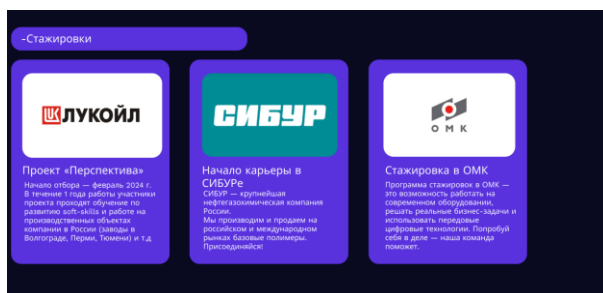 -Стажировки
ЛУКОЙЛ
Проект «Перспектива»
Начало отбора — февраль 2024 г.
В течение 1 года работы участники
проекта проходят обучение по
развитию soft-skills и работе на
производственных объектах
компании в России (заводы в
Волгограде, Перми, Тюмени) и т.д
СИБУР
Начало карьеры в
СИБУРе
СИБУР — крупнейшая
нефтегазохимическая компания
России.
Мы производим и продаем на
российском и международном
рынках базовые полимеры.
Присоединяйся!
ОМК
Стажировка в ОМК
Программа стажировок в ОМК —
это возможность работать на
современном оборудовании,
решать реальные бизнес-задачи и
использовать передовые
цифровые технологии. Попробуй
себя в деле — наша команда
поможет.